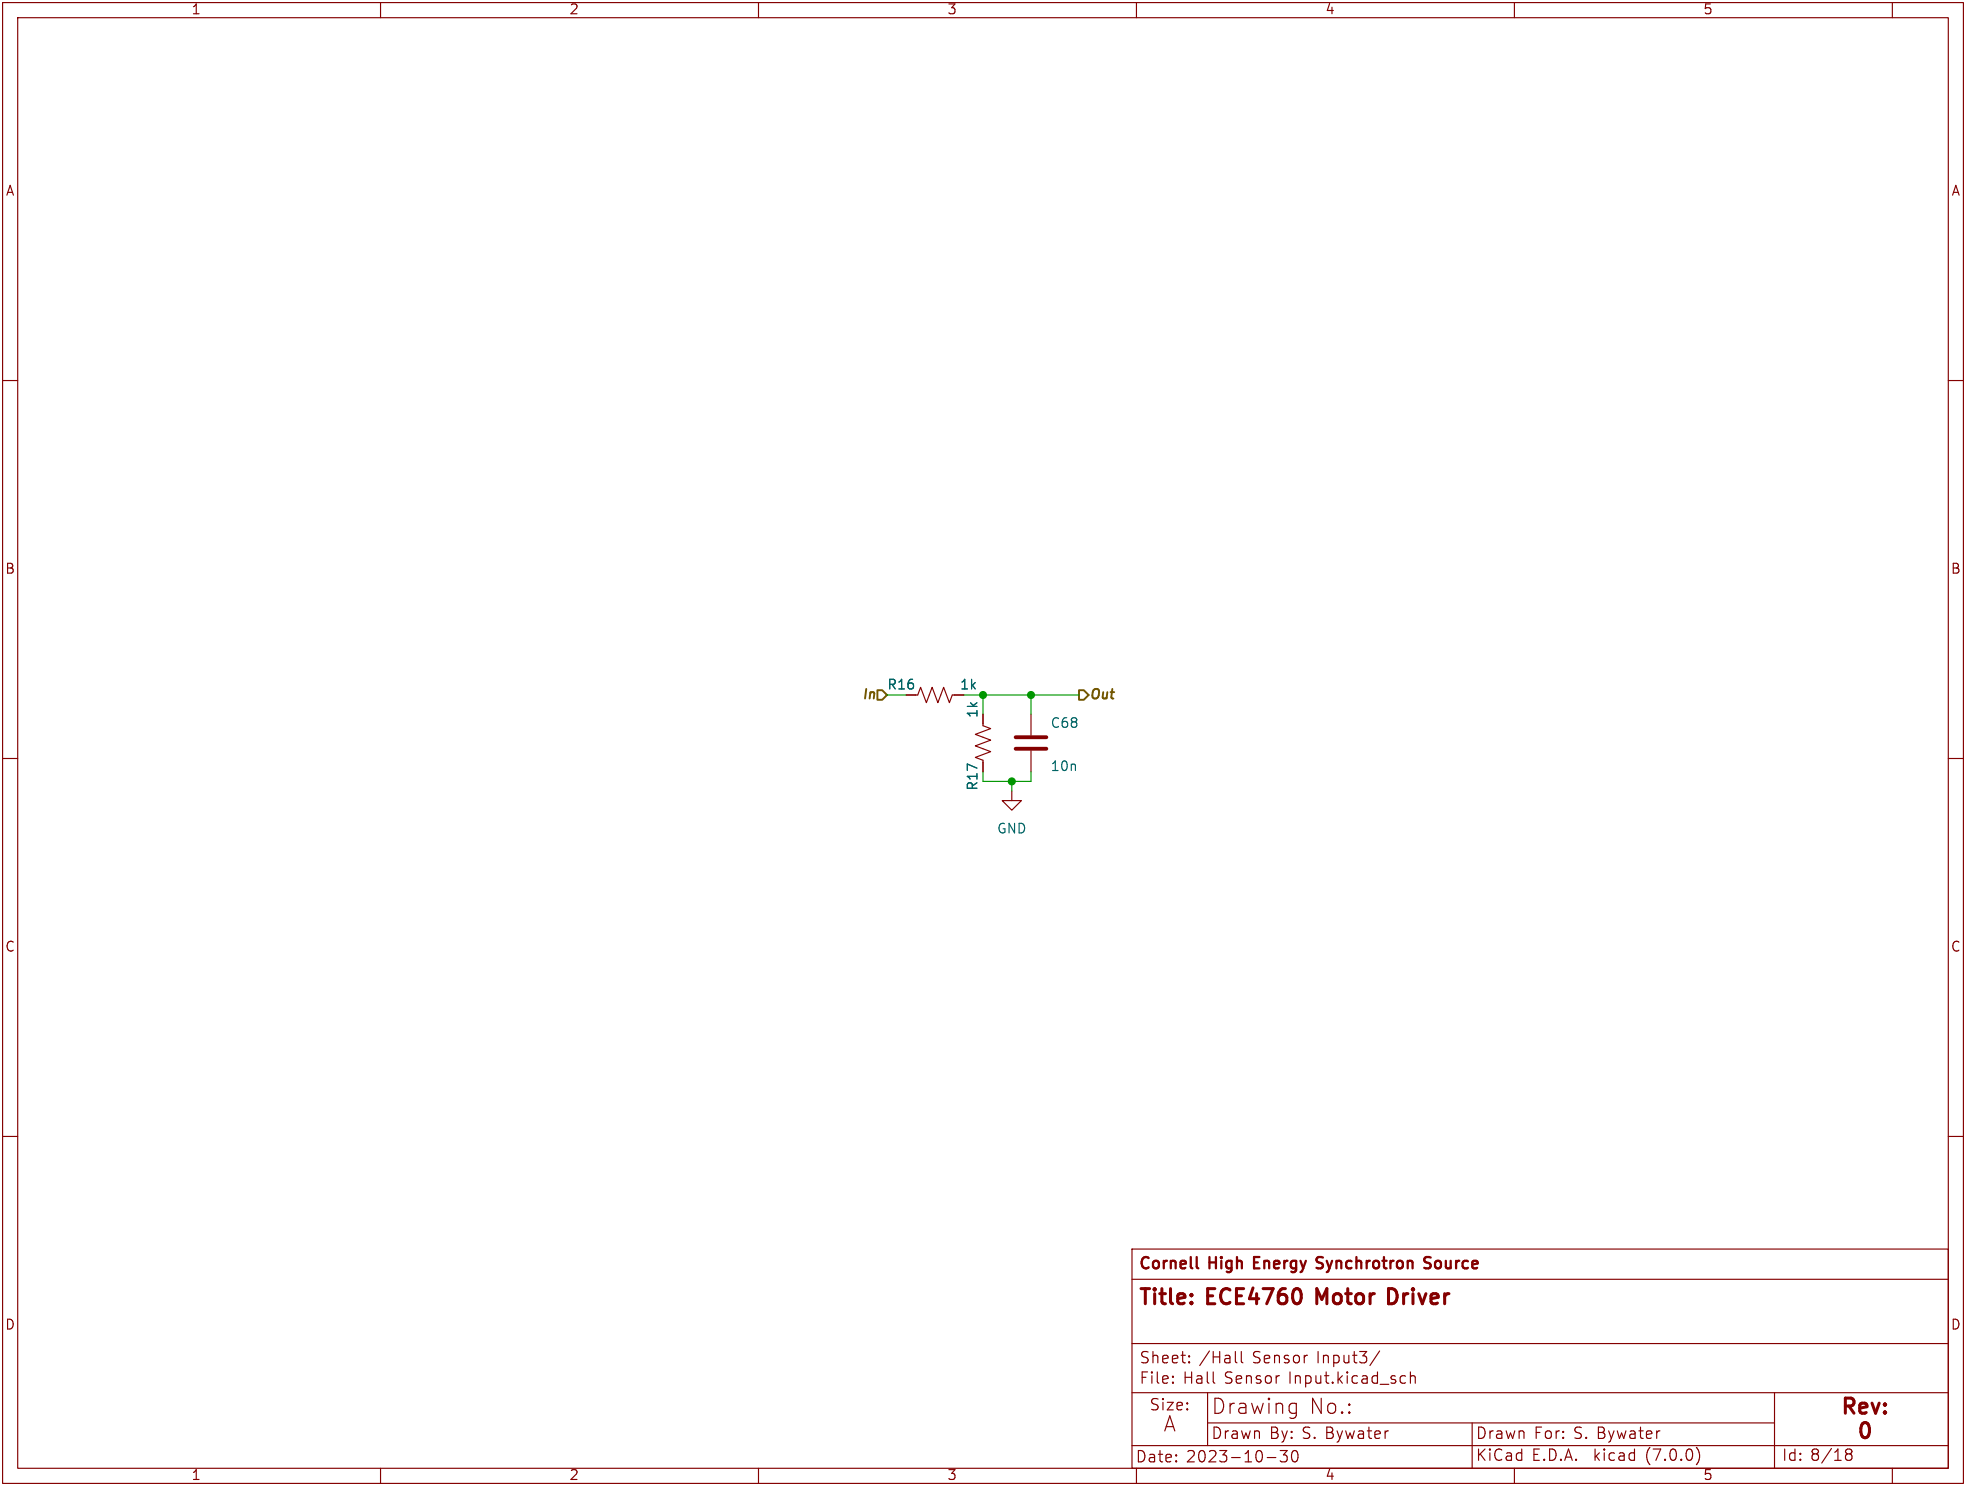 1 2 3 4 5
A A
B B
In R16 1k Out
1k
C68
R17
10n
GND
C C
Cornell High Energy Synchrotron Source
Title: ECE4760 Motor Driver
D D
Sheet: /Hall Sensor Input3/
File: Hall Sensor Input.kicad_sch
Size: A
Drawing No.:
Rev: 0
Drawn By: S. Bywater
Drawn For: S. Bywater
Date: 2023-10-30
KiCad E.D.A. kicad (7.0.0)
Id: 8/18
1 2 3 4 5